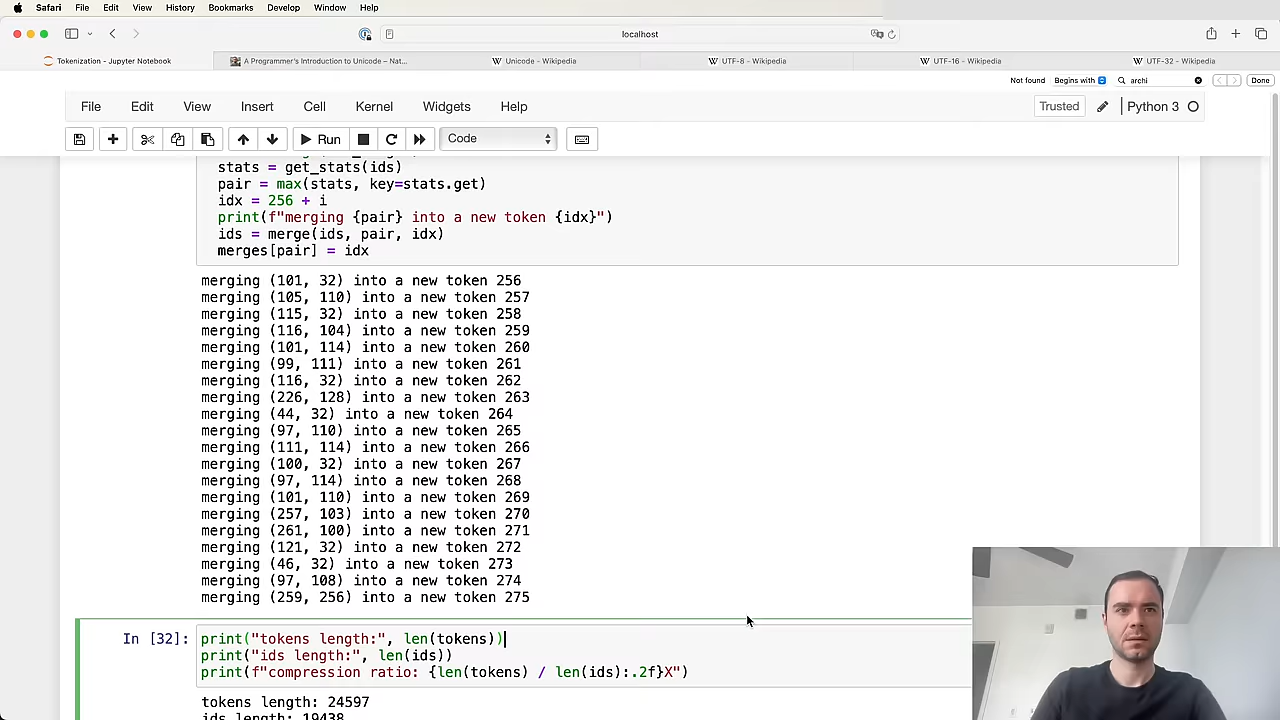 Safari File Edit View History Bookmarks Develop Window Help
localhost
Tokenization - Jupyter Notebook
A Programmer's Introduction to Unicode – Nat...
Unicode - Wikipedia
UTF-8 - Wikipedia
UTF-16 - Wikipedia
UTF-32 - Wikipedia
Not found Begins with archi Done
File Edit View Insert Cell Kernel Widgets Help
Trusted Python 3
Run Code
stats = get_stats(ids)
pair = max(stats, key=stats.get)
idx = 256 + i
print(f"merging {pair} into a new token {idx}")
ids = merge(ids, pair, idx)
merges[pair] = idx
merging (101, 32) into a new token 256
merging (105, 110) into a new token 257
merging (115, 32) into a new token 258
merging (116, 104) into a new token 259
merging (101, 114) into a new token 260
merging (99, 111) into a new token 261
merging (116, 32) into a new token 262
merging (226, 128) into a new token 263
merging (44, 32) into a new token 264
merging (97, 110) into a new token 265
merging (111, 114) into a new token 266
merging (100, 32) into a new token 267
merging (97, 114) into a new token 268
merging (101, 110) into a new token 269
merging (257, 103) into a new token 270
merging (261, 100) into a new token 271
merging (121, 32) into a new token 272
merging (46, 32) into a new token 273
merging (97, 108) into a new token 274
merging (259, 256) into a new token 275
In [32]: print("tokens length:", len(tokens))
print("ids length:", len(ids))
print(f"compression ratio: {len(tokens) / len(ids):.2f}X")
tokens length: 24597
ids length: 19438